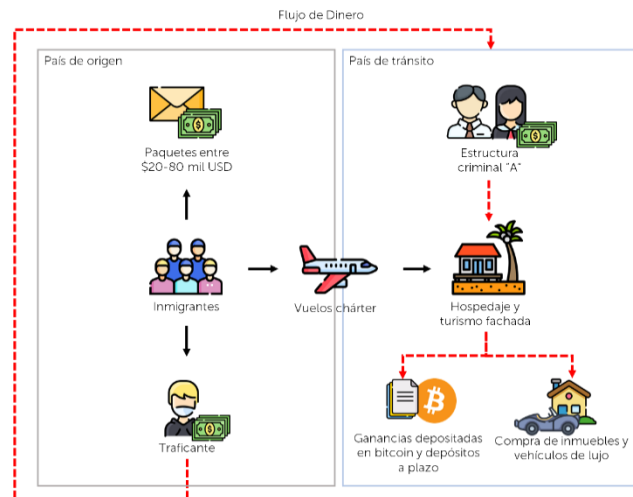 Flujo de Dinero
País de origen
País de tránsito
Paquetes entre
$20-80 mil USD
Estructura
criminal "A"
Inmigrantes
Vuelos chárter
Hospedaje y
turismo fachada
Traficante
Ganancias depositadas
en bitcoin y depósitos
a plazo
Compra de inmuebles y
vehículos de lujo